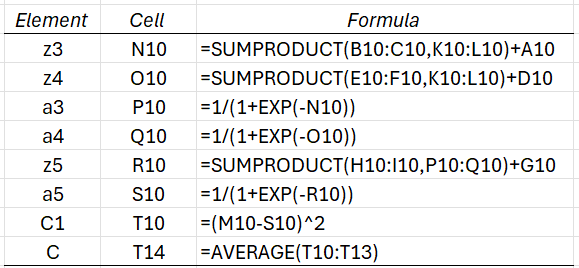 Element Cell Formula
z3 N10 =SUMPRODUCT(B10:C10,K10:L10)+A10
z4 O10 =SUMPRODUCT(E10:F10,K10:L10)+D10
a3 P10 =1/(1+EXP(-N10))
a4 Q10 =1/(1+EXP(-O10))
z5 R10 =SUMPRODUCT(H10:I10,P10:Q10)+G10
a5 S10 =1/(1+EXP(-R10))
C1 T10 =(M10-S10)^2
C T14 =AVERAGE(T10:T13)